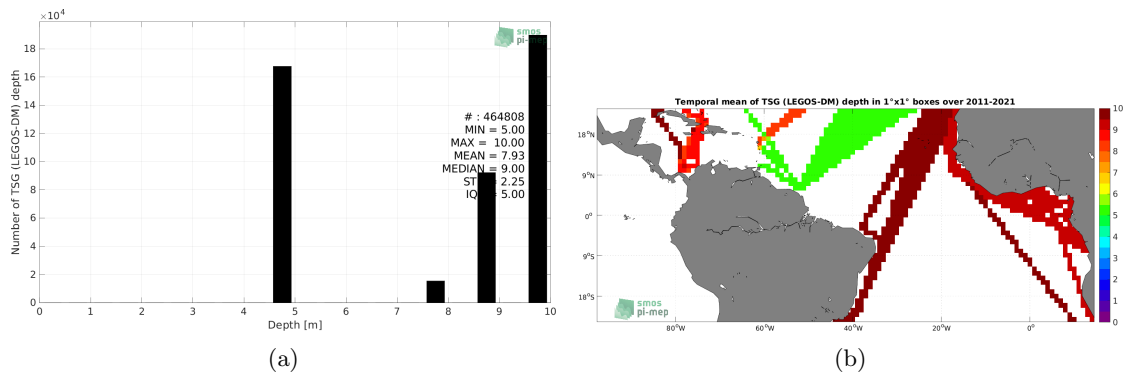 ×10⁴
18
16
14
12
10
8
6
4
2
0
Number of TSG (LEGOS-DM) depth
smos
pi-mep
# : 464808
MIN = 5.00
MAX = 10.00
MEAN = 7.93
MEDIAN = 9.00
ST = 2.25
IQ = 5.00
0 1 2 3 4 5 6 7 8 9 10
Depth [m]
(a)
Temporal mean of TSG (LEGOS-DM) depth in 1°x1° boxes over 2011-2021
18°N
9°N
0°
9°S
18°S
80°W 60°W 40°W 20°W 0°
smos
pi-mep
10
9
8
7
6
5
4
3
2
1
0
(b)